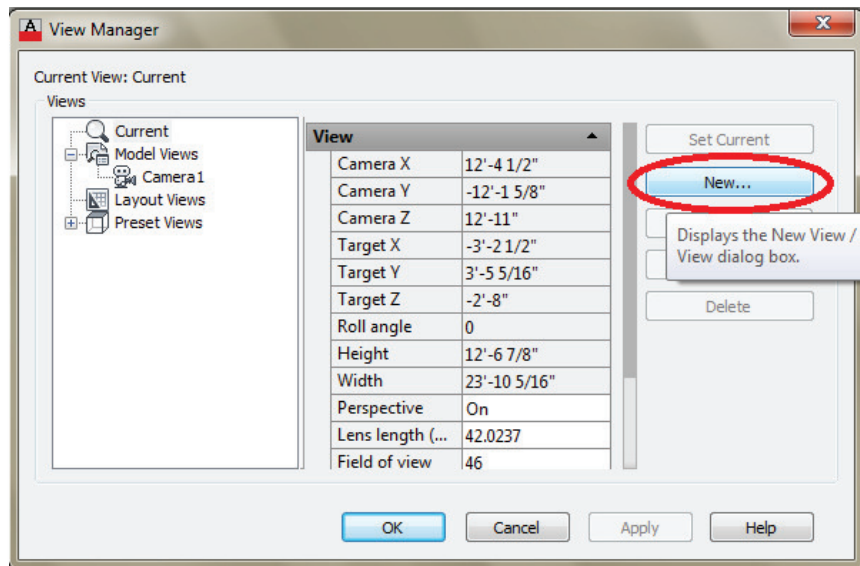 View Manager
Current View: Current
Views
Current
Model Views
Camera1
Layout Views
Preset Views
View
Camera X 12'-4 1/2"
Camera Y -12'-1 5/8"
Camera Z 12'-11"
Target X -3'-2 1/2"
Target Y 3'-5 5/16"
Target Z -2'-8"
Roll angle 0
Height 12'-6 7/8"
Width 23'-10 5/16"
Perspective On
Lens length (... 42.0237
Field of view 46
Set Current
New...
Displays the New View /
View dialog box.
Delete
OK Cancel Apply Help